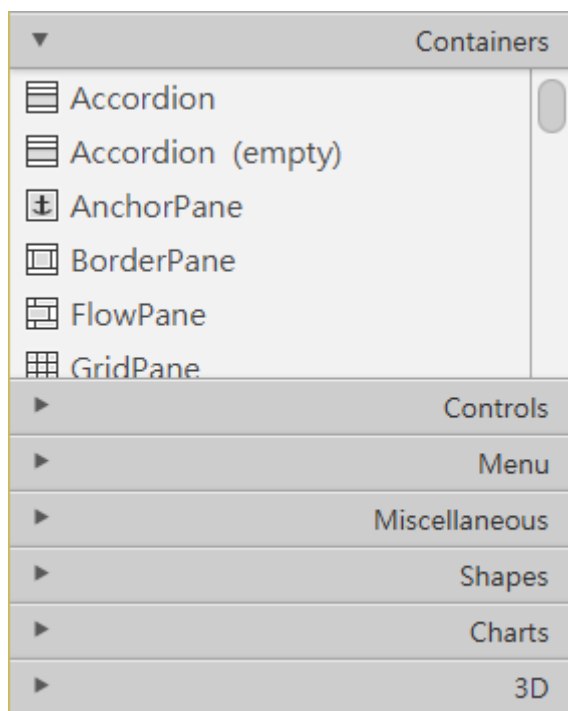 Containers
Accordion
Accordion (empty)
AnchorPane
BorderPane
FlowPane
GridPane
Controls
Menu
Miscellaneous
Shapes
Charts
3D